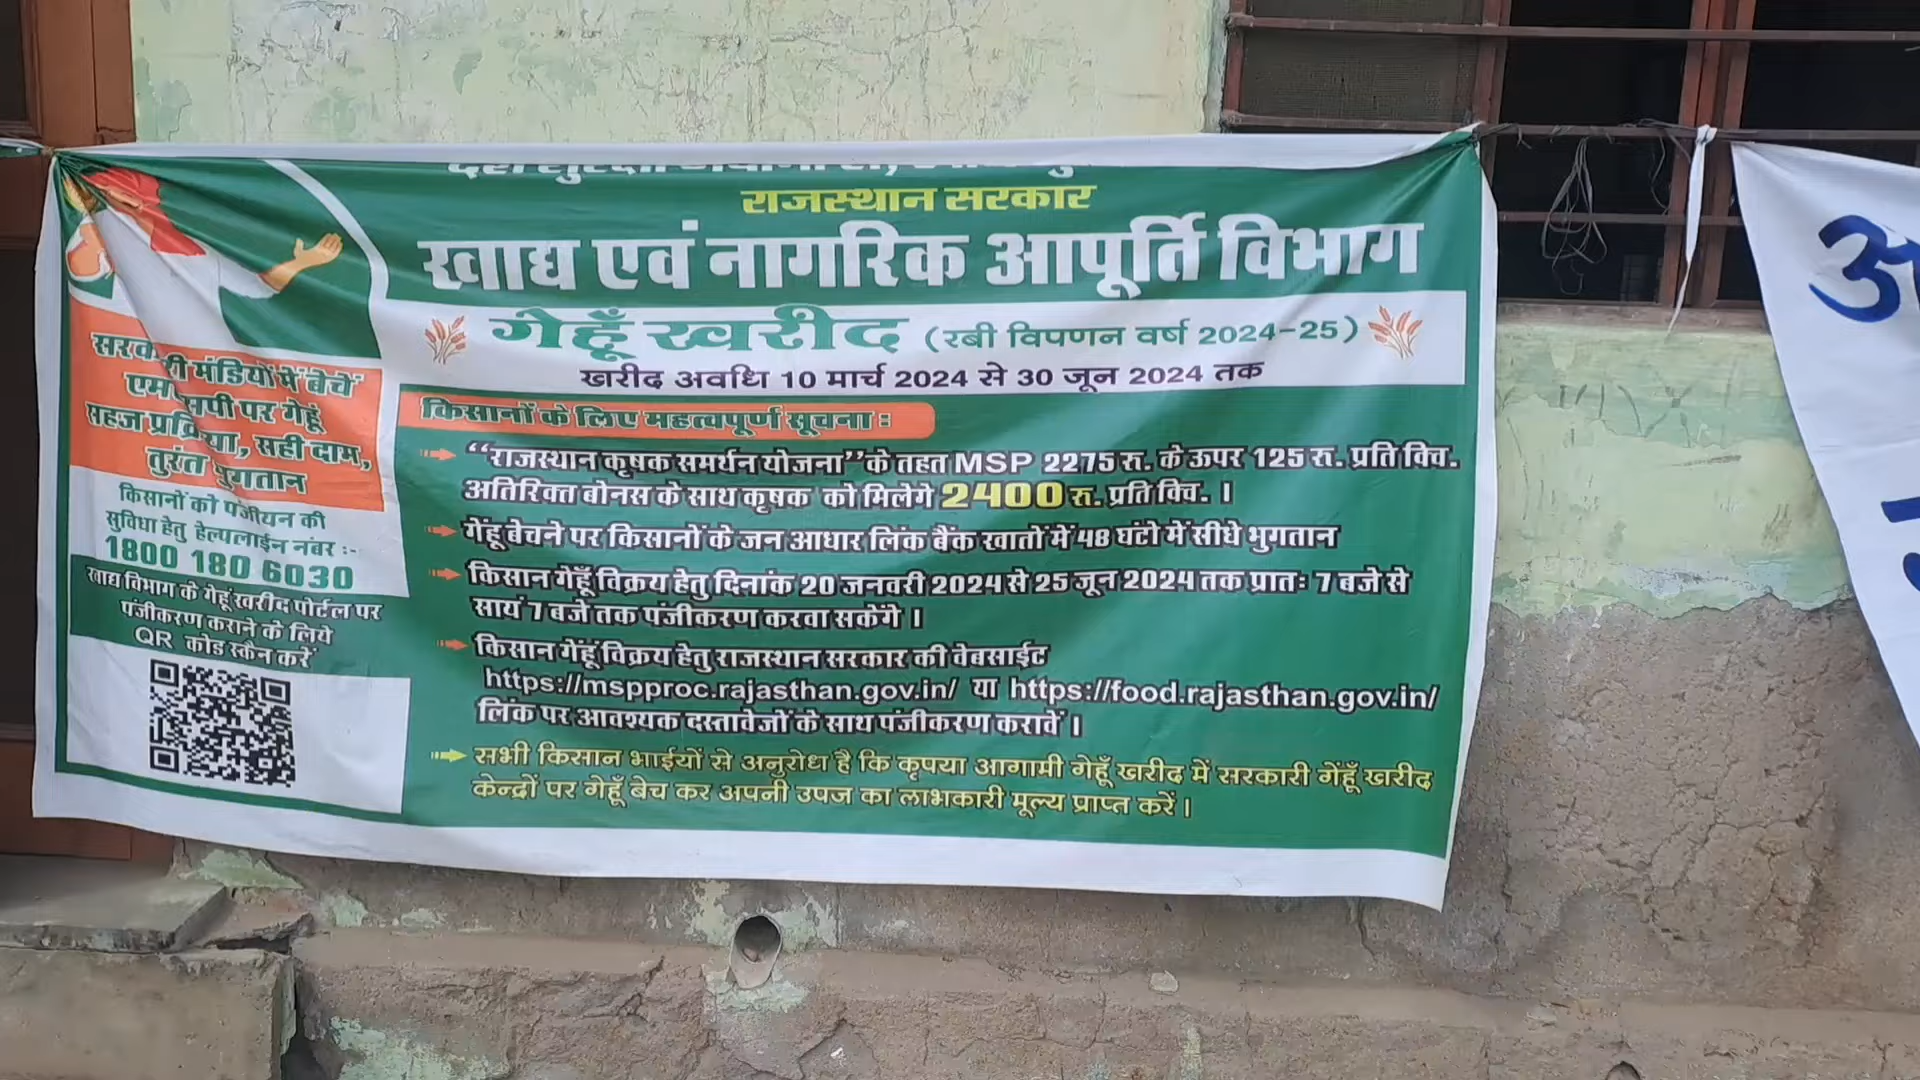 राजस्थान सरकार
खाद्य एवं नागरिक आपूर्ति विभाग
गेहूँ खरीद (रबी विपणन वर्ष 2024-25)
खरीद अवधि 10 मार्च 2024 से 30 जून 2024 तक
किसानों के लिए महत्वपूर्ण सूचना :
“राजस्थान कृषक समर्थन योजना” के तहत MSP 2275 रु. के ऊपर 125 रु. प्रति क्वि.
अतिरिक्त बोनस के साथ कृषक को मिलेगे 2400 रु. प्रति क्वि. ।
गेंहू बेचने पर किसानों के जन आधार लिंक बैंक खातों में 48 घंटो में सीधे भुगतान
किसान गेहूँ विक्रय हेतु दिनांक 20 जनवरी 2024 से 25 जून 2024 तक प्रातः 7 बजे से
सायं 7 बजे तक पंजीकरण करवा सकेंगे ।
किसान गेंहूं विक्रय हेतु राजस्थान सरकार की वेबसाईट
https://mspproc.rajasthan.gov.in/ या https://food.rajasthan.gov.in/
लिंक पर आवश्यक दस्तावेजों के साथ पंजीकरण करावें ।
सभी किसान भाईयों से अनुरोध है कि कृपया आगामी गेहूँ खरीद में सरकारी गेंहूँ खरीद
केन्द्रों पर गेहूँ बेच कर अपनी उपज का लाभकारी मूल्य प्राप्त करें ।
सरकारी मंडियों में बेचें
एमएसपी पर गेहूं
सहज प्रक्रिया, सही दाम,
तुरंत भुगतान
किसानों को पंजीयन की
सुविधा हेतु हेल्पलाईन नंबर :-
1800 180 6030
खाद्य विभाग के गेहूं खरीद पोर्टल पर
पंजीकरण कराने के लिये
QR कोड स्कैन करें